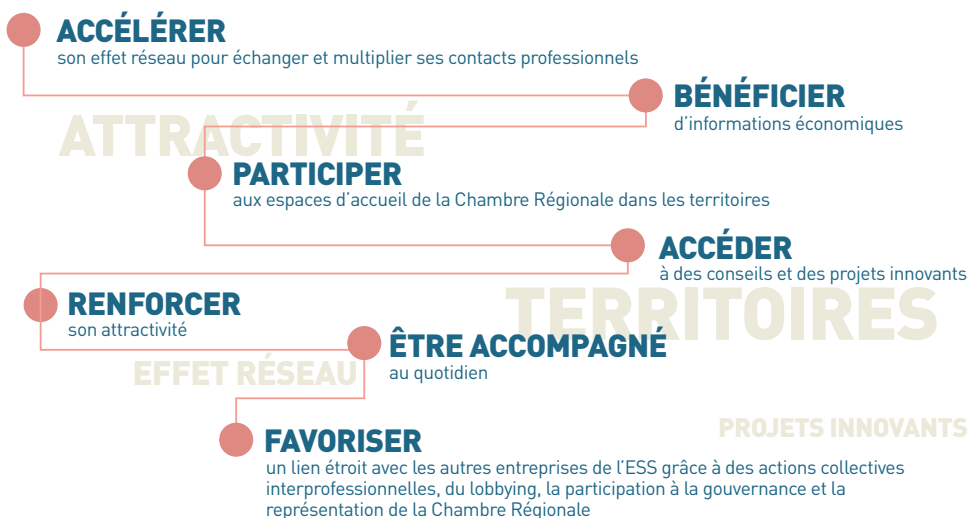 ACCÉLÉRER
son effet réseau pour échanger et multiplier ses contacts professionnels
BÉNÉFICIER
d'informations économiques
ATTRACTIVITÉ
PARTICIPER
aux espaces d'accueil de la Chambre Régionale dans les territoires
ACCÉDER
à des conseils et des projets innovants
RENFORCER
son attractivité
TERRITOIRES
ÊTRE ACCOMPAGNÉ
au quotidien
EFFET RÉSEAU
PROJETS INNOVANTS
FAVORISER
un lien étroit avec les autres entreprises de l'ESS grâce à des actions collectives
interprofessionnelles, du lobbying, la participation à la gouvernance et la
représentation de la Chambre Régionale